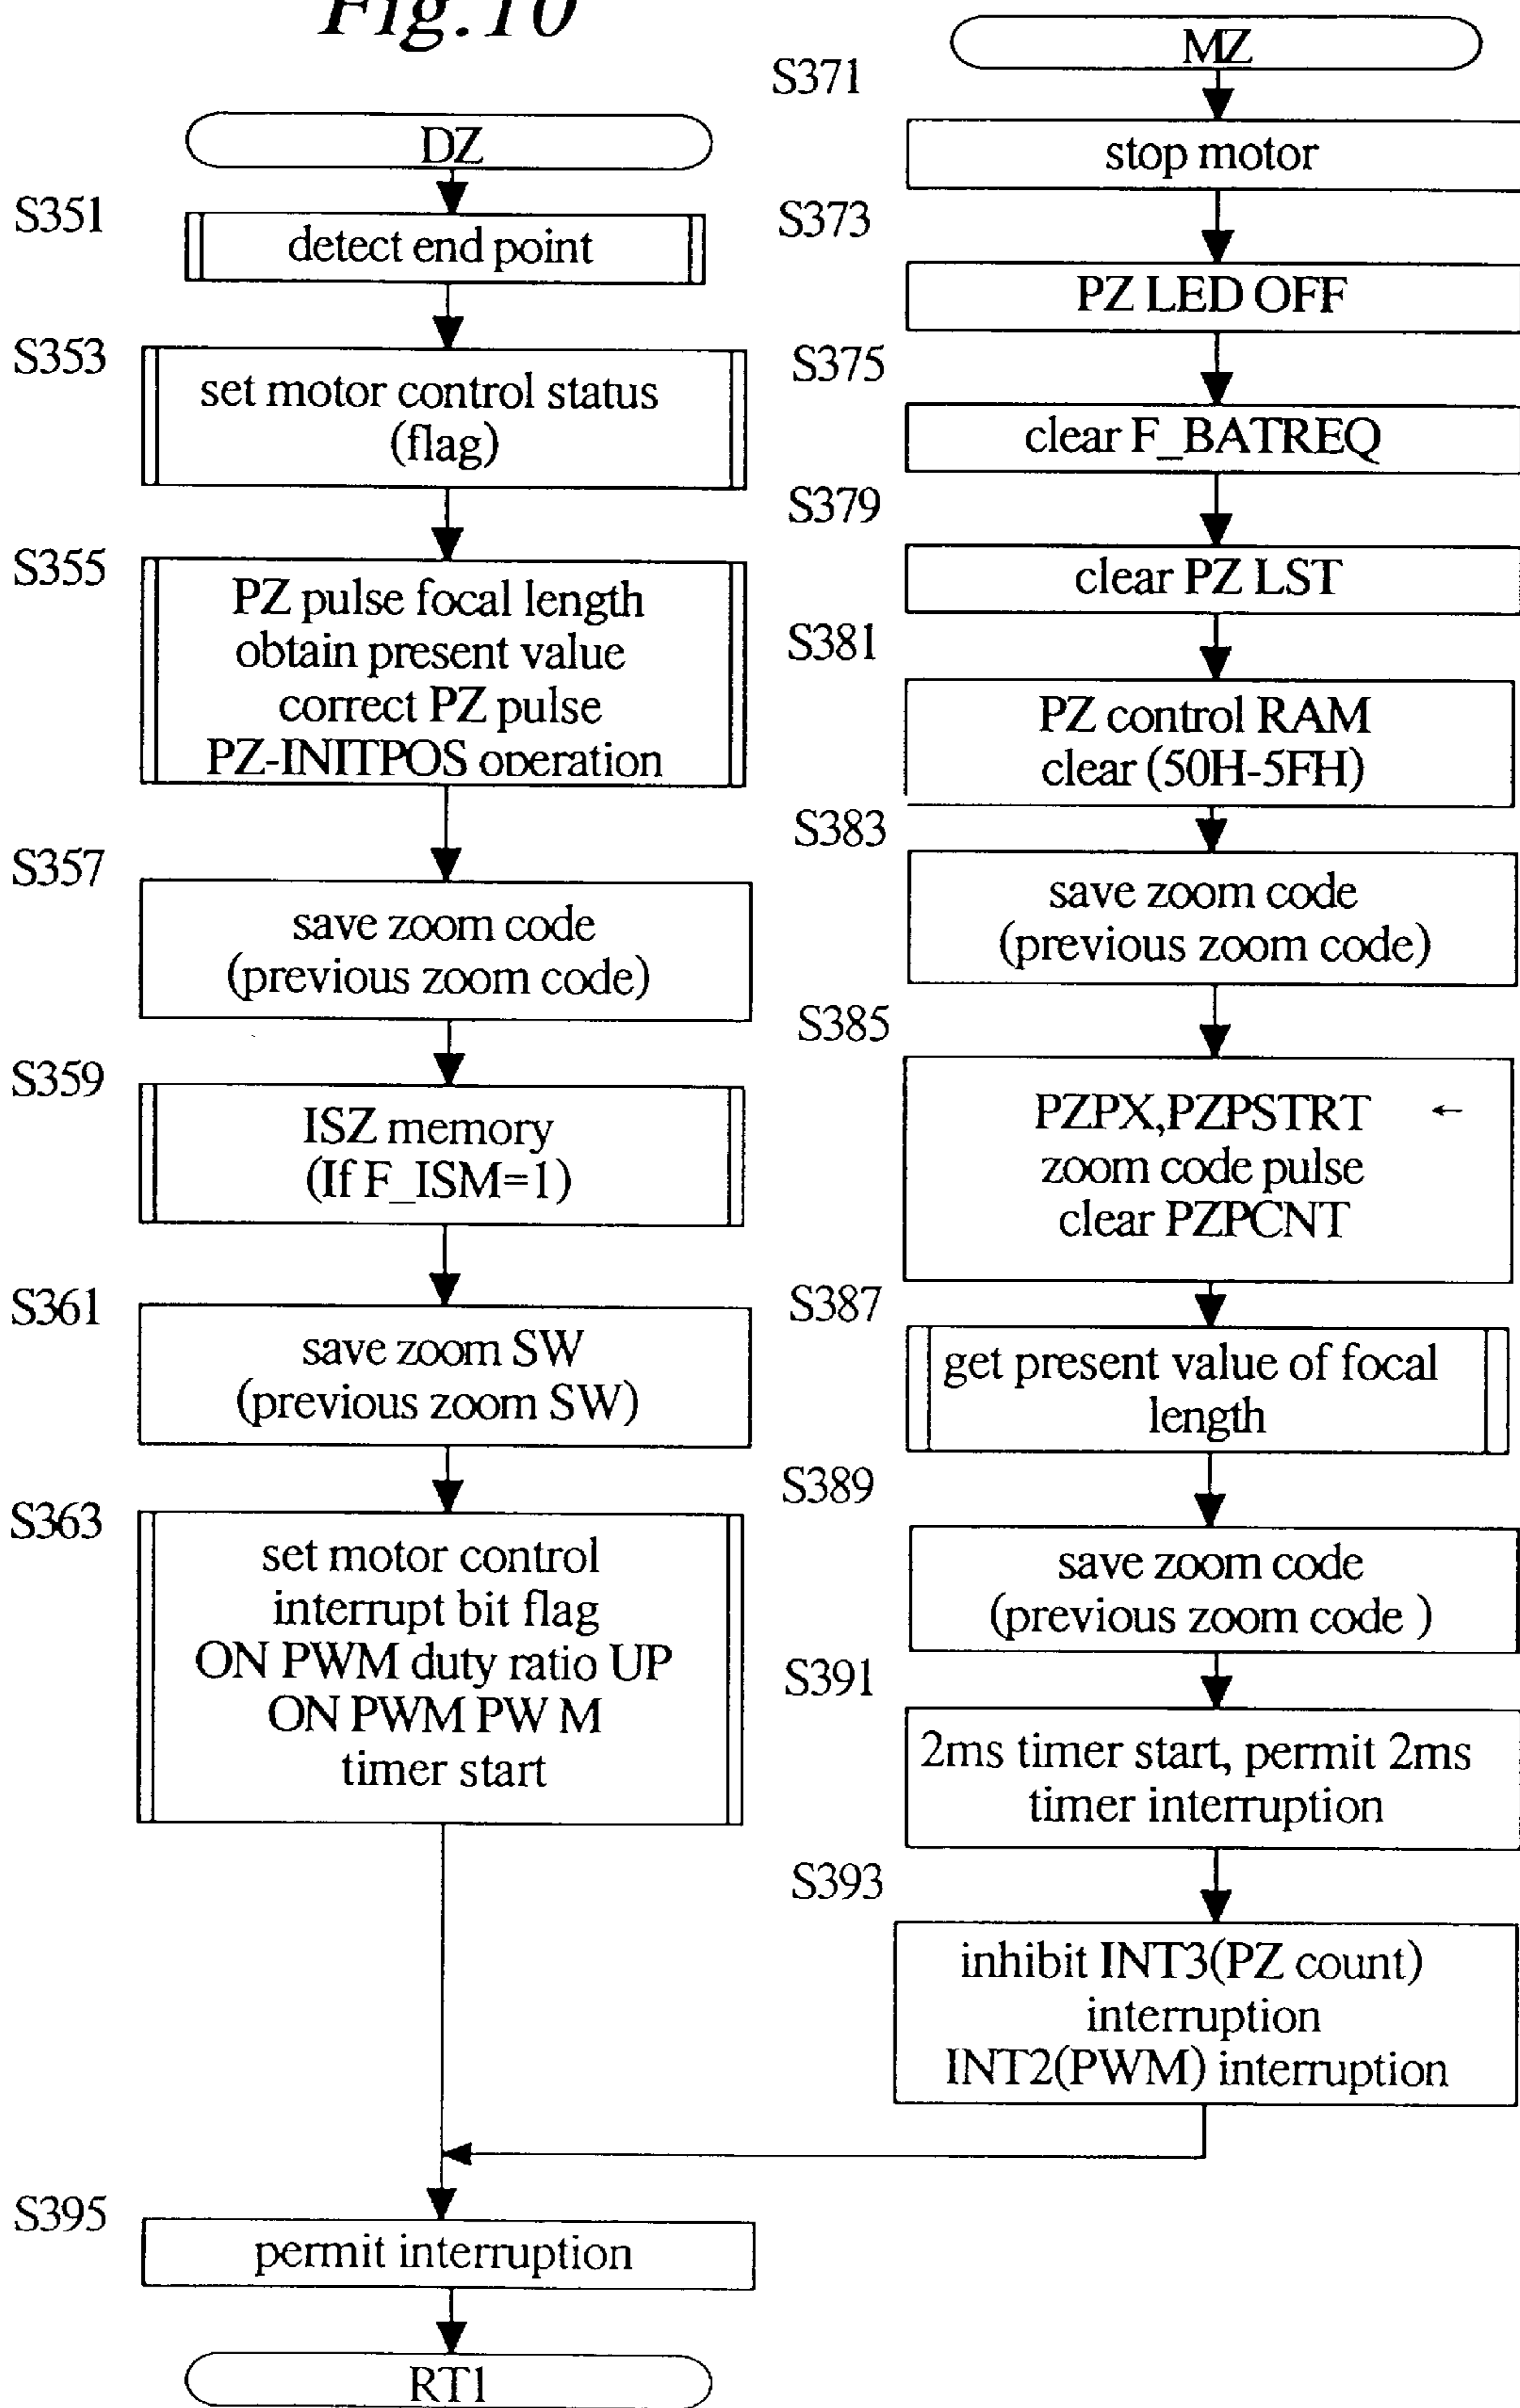 Fig.10
DZ
S351
detect end point
S353
set motor control status
(flag)
S355
PZ pulse focal length
obtain present value
correct PZ pulse
PZ-INITPOS operation
S357
save zoom code
(previous zoom code)
S359
ISZ memory
(If F_ISM=1)
S361
save zoom SW
(previous zoom SW)
S363
set motor control
interrupt bit flag
ON PWM duty ratio UP
ON PWM PW M
timer start
MZ
S371
stop motor
S373
PZ LED OFF
S375
clear F_BATREQ
S379
clear PZ LST
S381
PZ control RAM
clear (50H-5FH)
S383
save zoom code
(previous zoom code)
S385
PZPX,PZPSTRT ←
zoom code pulse
clear PZPCNT
S387
get present value of focal
length
S389
save zoom code
(previous zoom code )
S391
2ms timer start, permit 2ms
timer interruption
S393
inhibit INT3(PZ count)
interruption
INT2(PWM) interruption
S395
permit interruption
RT1